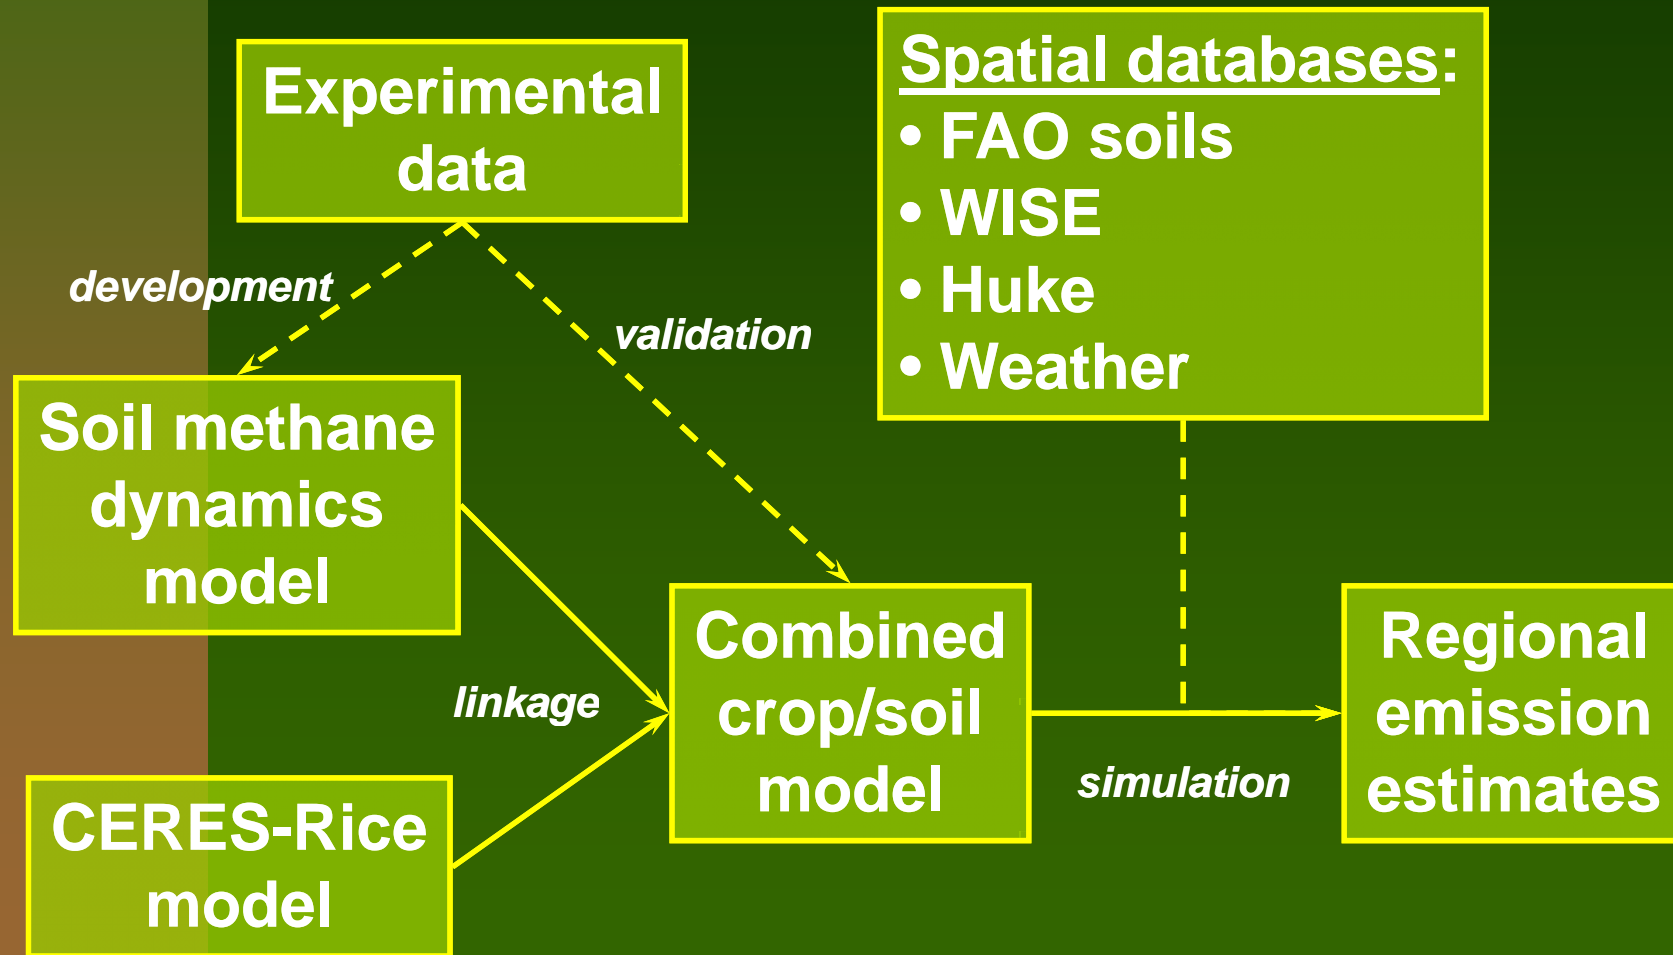 Experimental
data
Spatial databases:
• FAO soils
• WISE
• Huke
• Weather
development
validation
Soil methane
dynamics
model
linkage
Combined
crop/soil
model
simulation
Regional
emission
estimates
CERES-Rice
model